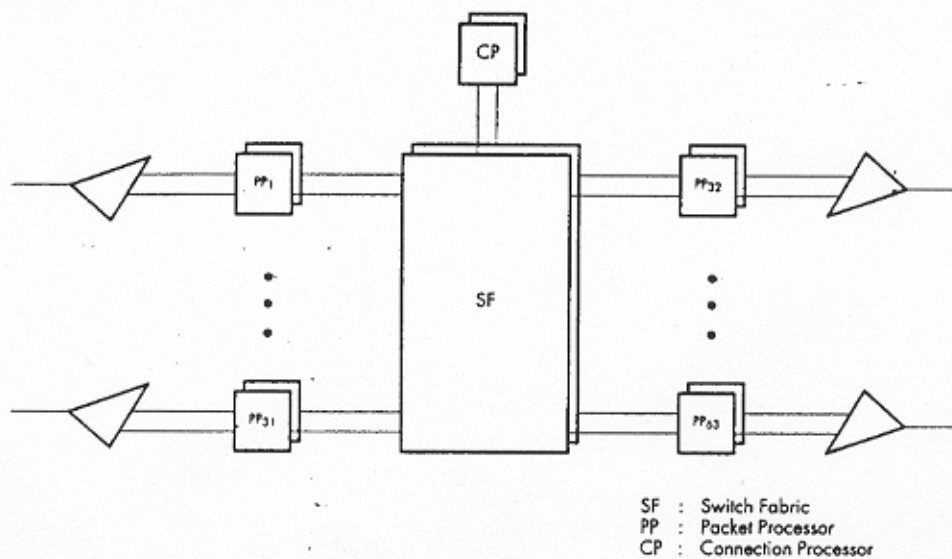 CP
PP1
PP32
SF
PP31
PP63
SF : Switch Fabric
PP : Packet Processor
CP : Connection Processor